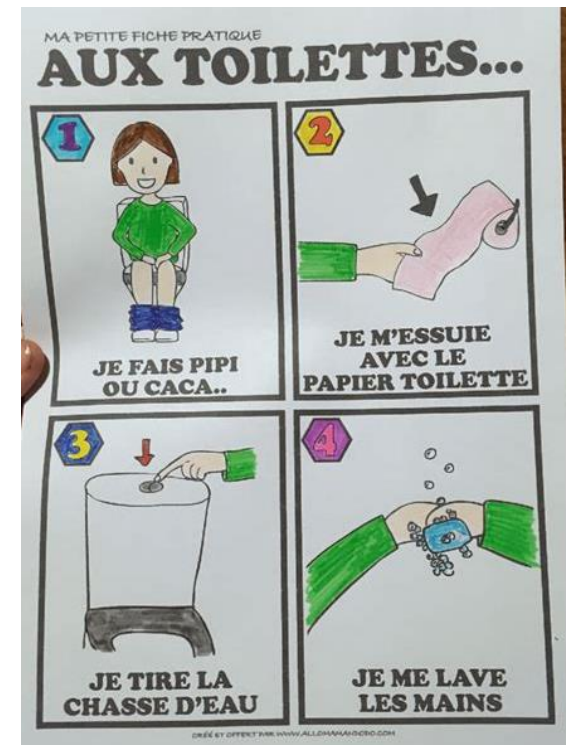 MA PETITE FICHE PRATIQUE
AUX TOILETTES...
1
JE FAIS PIPI
OU CACA..
2
JE M'ESSUIE
AVEC LE
PAPIER TOILETTE
3
JE TIRE LA
CHASSE D'EAU
4
JE ME LAVE
LES MAINS
CRÉÉ ET OFFERT PAR WWW.ALLOMAMANDODO.COM